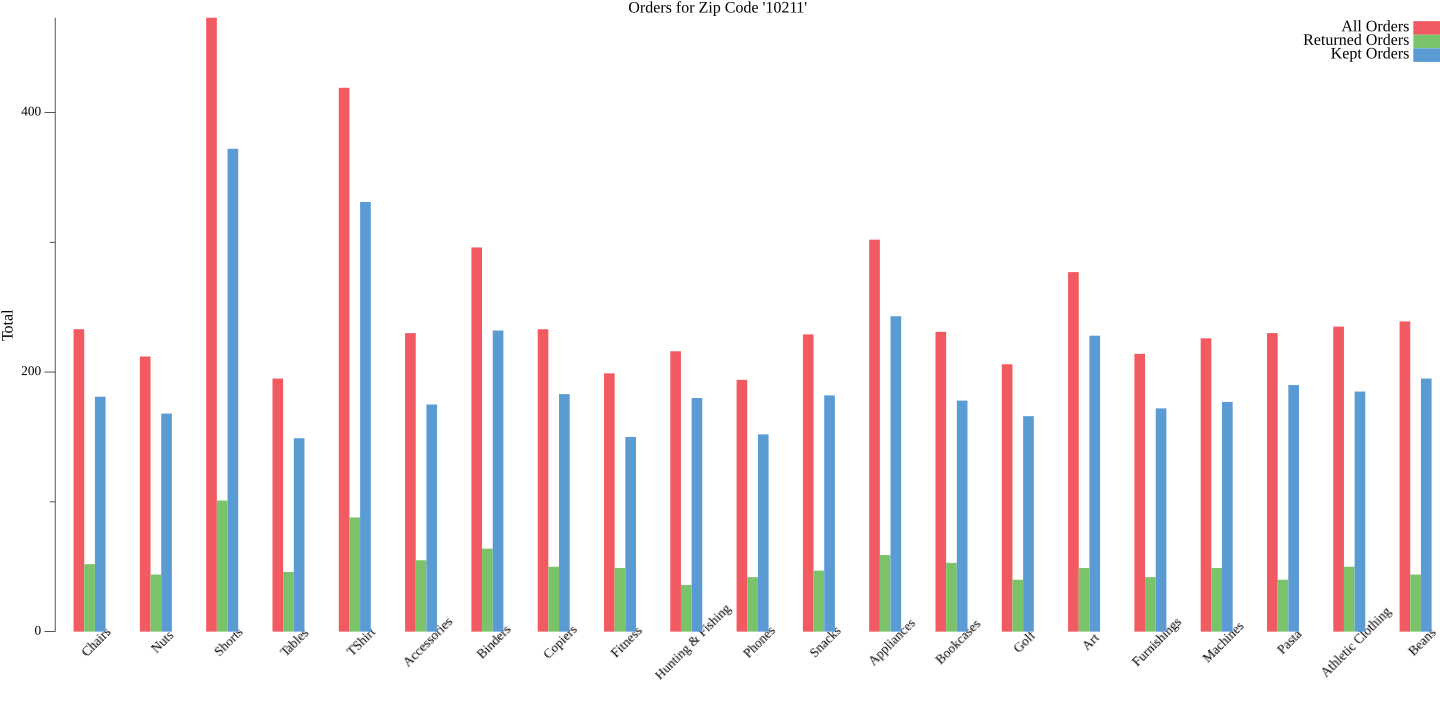 Orders for Zip Code '10211'
All Orders
Returned Orders
Kept Orders
Total
400
200
0
Chairs
Nuts
Shorts
Tables
TShirt
Accessories
Binders
Copiers
Fitness
Hunting & Fishing
Phones
Snacks
Appliances
Bookcases
Golf
Art
Furnishings
Machines
Pasta
Athletic Clothing
Beans